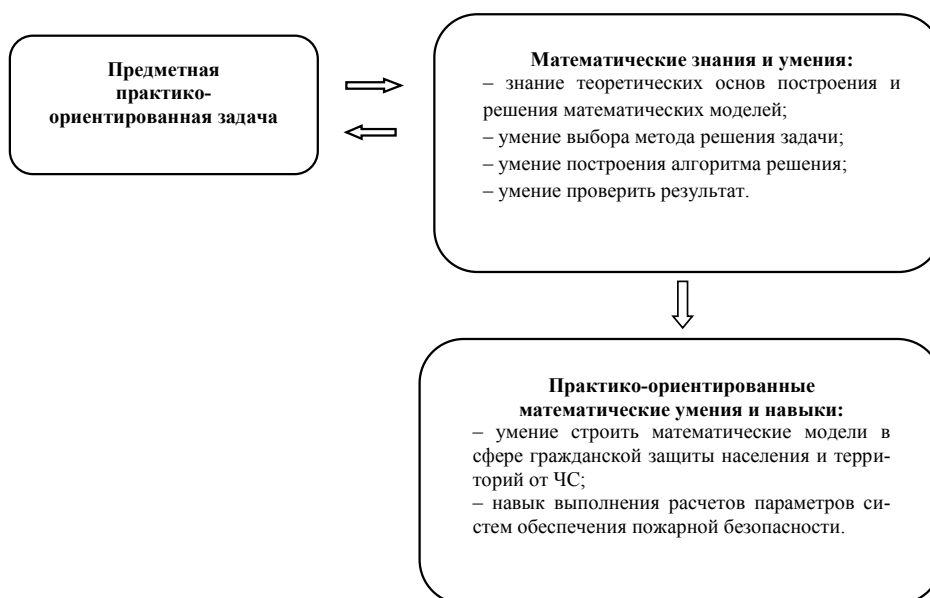 Предметная
практико-
ориентированная задача
Математические знания и умения:
– знание теоретических основ построения и
решения математических моделей;
– умение выбора метода решения задачи;
– умение построения алгоритма решения;
– умение проверить результат.
Практико-ориентированные
математические умения и навыки:
– умение строить математические модели в
сфере гражданской защиты населения и терри-
торий от ЧС;
– навык выполнения расчетов параметров си-
стем обеспечения пожарной безопасности.